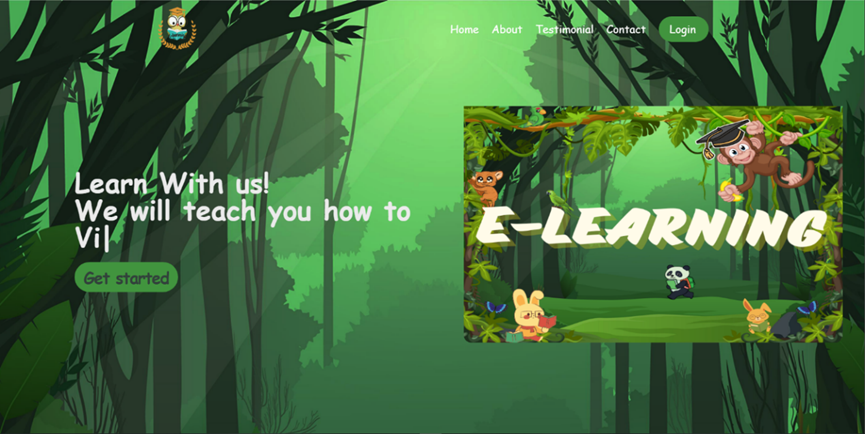 Home About Testimonial Contact Login
Learn With us!
We will teach you how to
Vi|
Get started
E-LEARNING